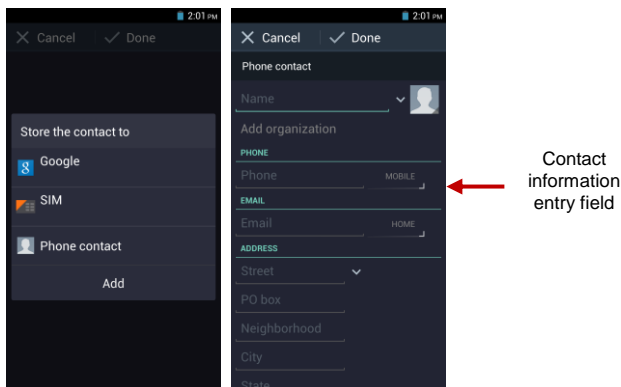 2:01 PM
Cancel Done
Store the contact to
8 Google
SIM
Phone contact
Add
2:01 PM
Cancel Done
Phone contact
Name
Add organization
PHONE
Phone MOBILE
EMAIL
Email HOME
ADDRESS
Street
PO box
Neighborhood
City
State
Contact
information
entry field